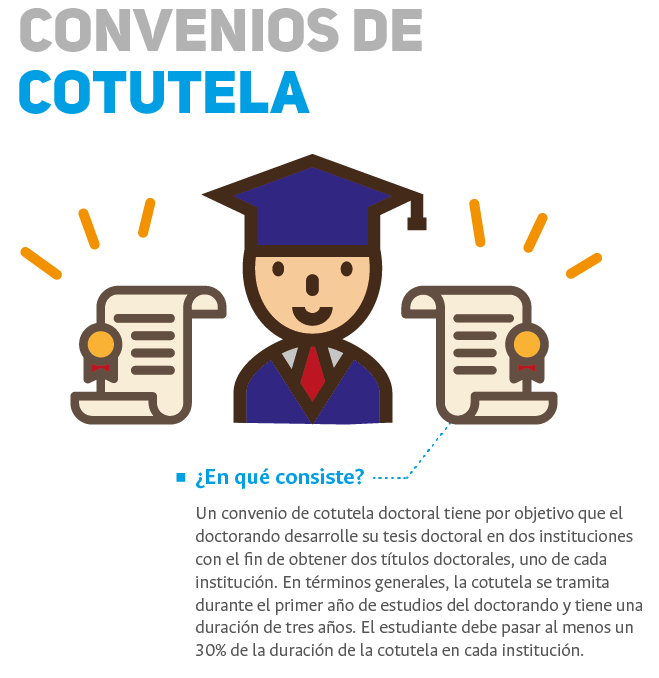 CONVENIOS DE
COTUTELA
¿En qué consiste?
Un convenio de cotutela doctoral tiene por objetivo que el
doctorando desarrolle su tesis doctoral en dos instituciones
con el fin de obtener dos títulos doctorales, uno de cada
institución. En términos generales, la cotutela se tramita
durante el primer año de estudios del doctorando y tiene una
duración de tres años. El estudiante debe pasar al menos un
30% de la duración de la cotutela en cada institución.